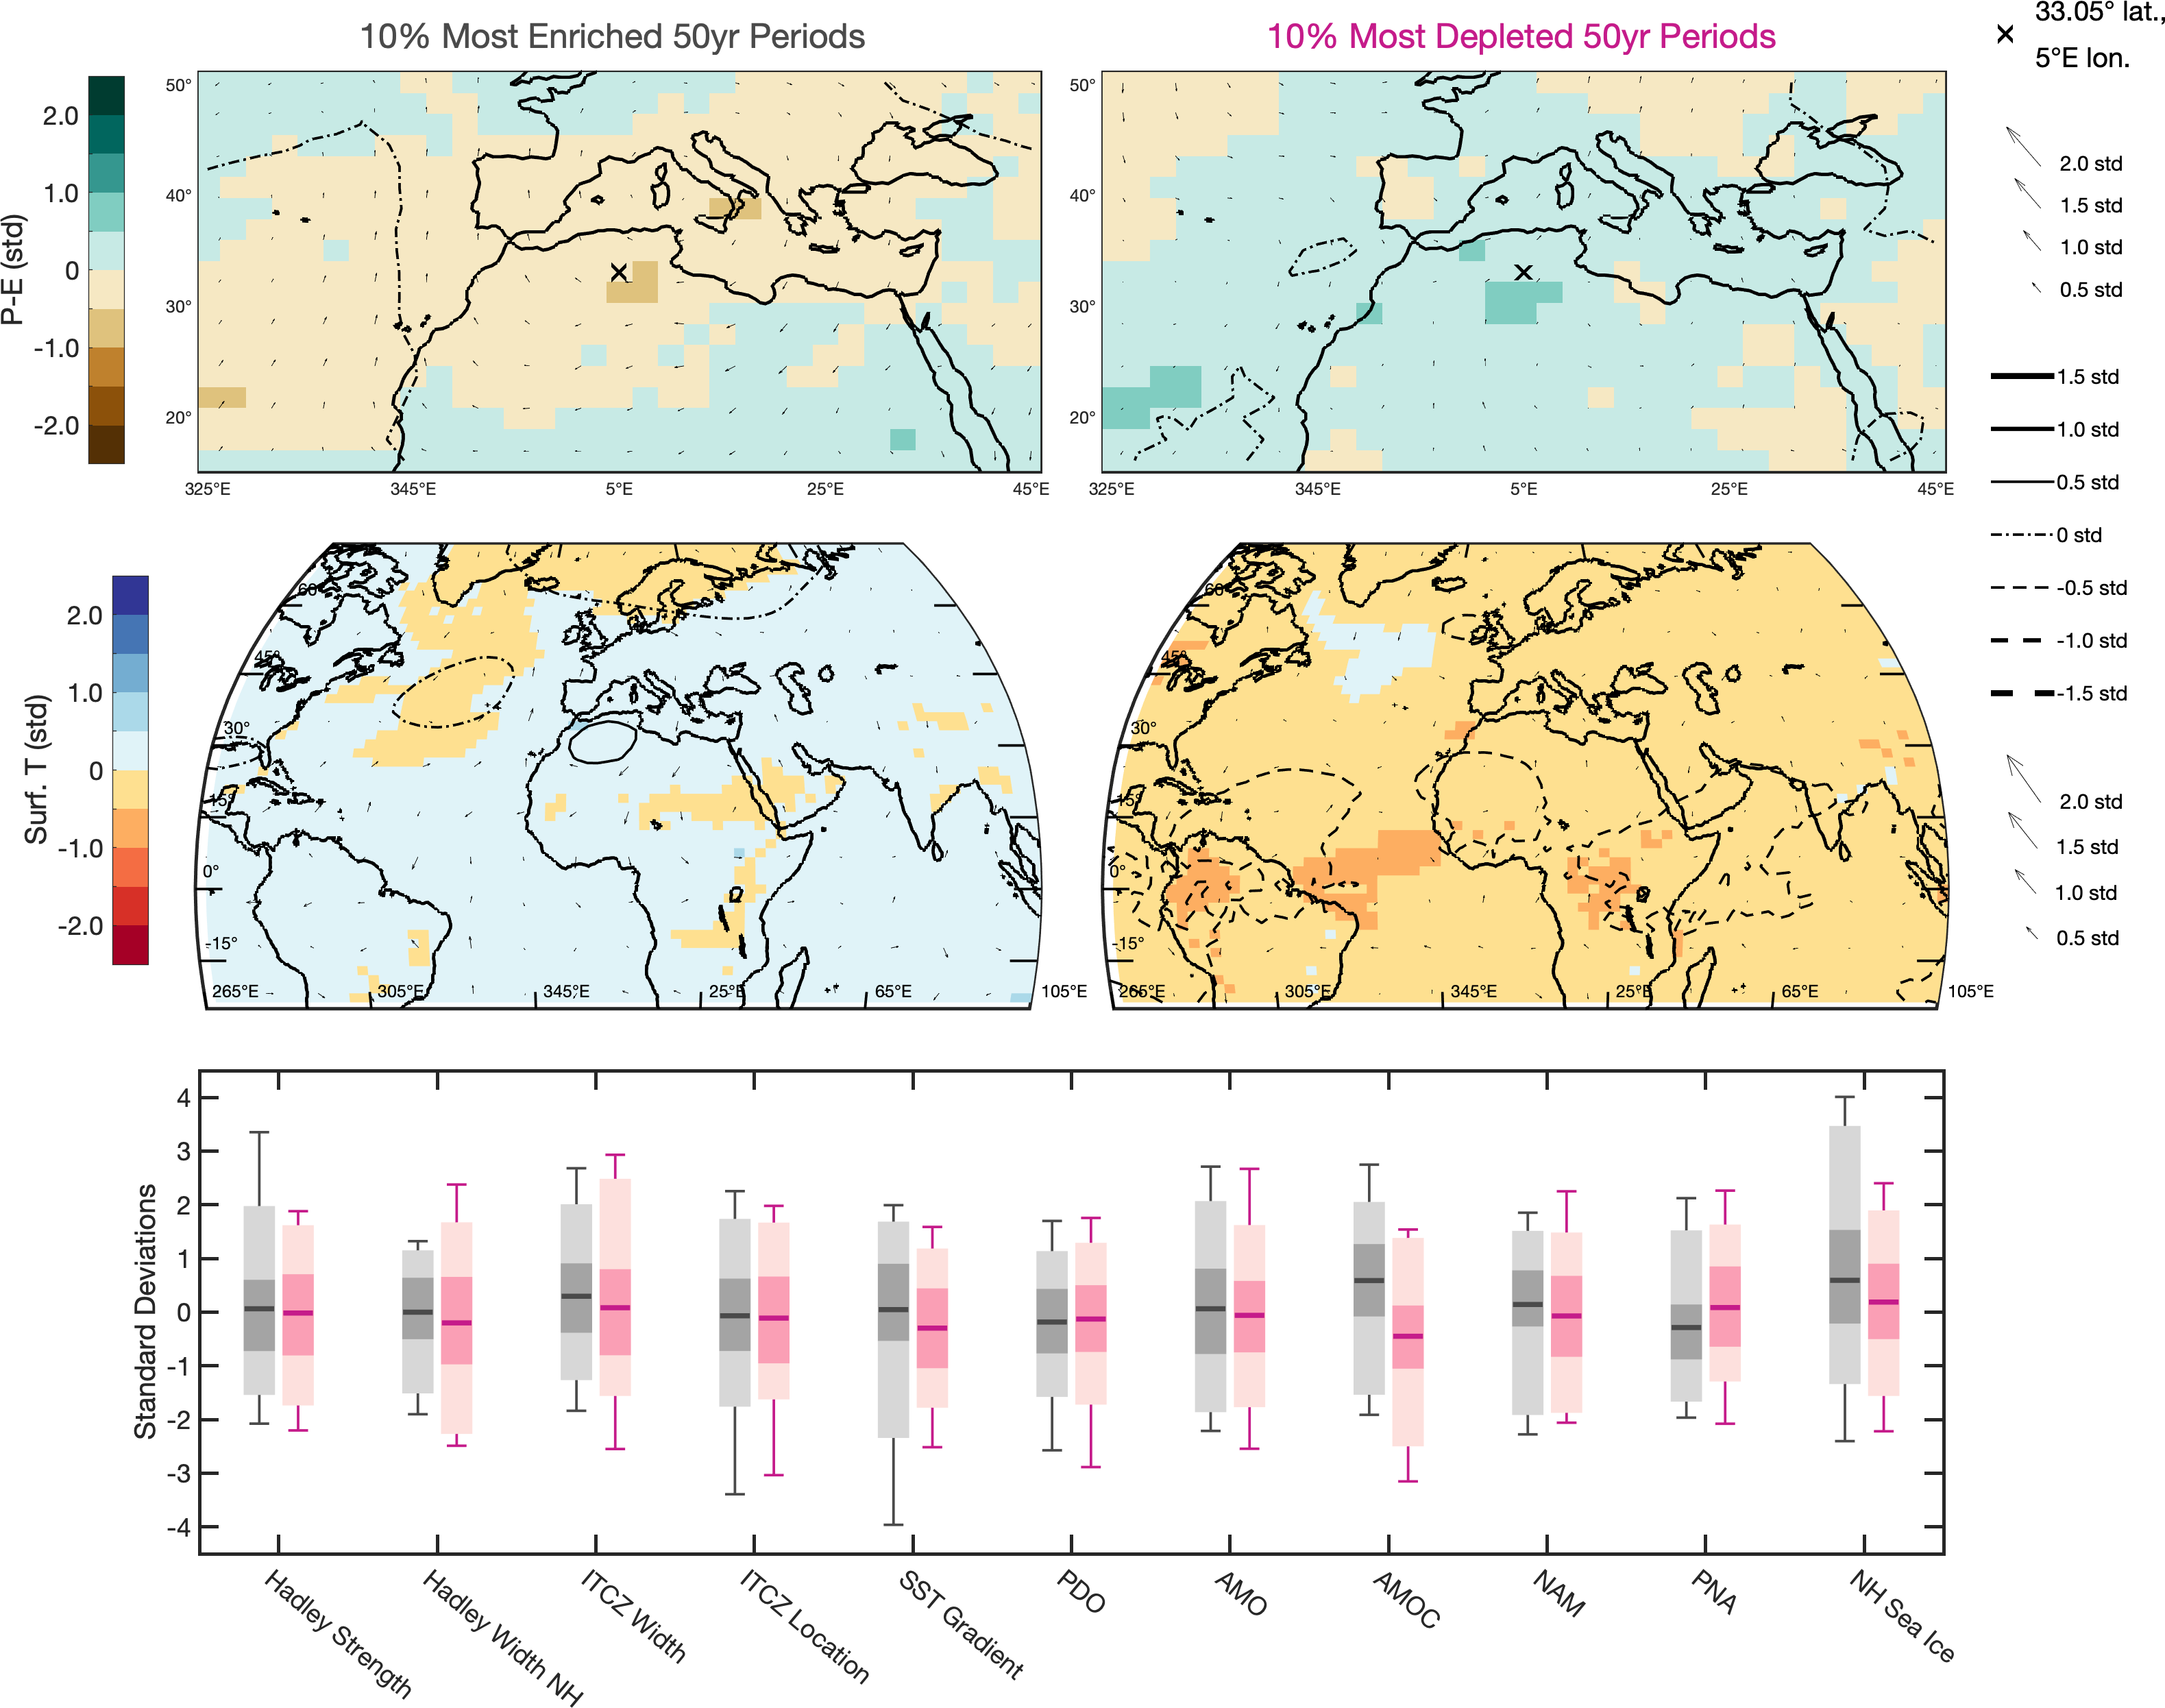 10% Most Enriched 50yr Periods
10% Most Depleted 50yr Periods
33.05° lat.,
5°E lon.
P-E (std)
2.0
1.0
0
-1.0
-2.0
50°
40°
30°
20°
325°E
345°E
5°E
25°E
45°E
50°
40°
30°
20°
325°E
345°E
5°E
25°E
45°E
2.0 std
1.5 std
1.0 std
0.5 std
1.5 std
1.0 std
0.5 std
0 std
-0.5 std
-1.0 std
-1.5 std
2.0 std
1.5 std
1.0 std
0.5 std
Surf. T (std)
2.0
1.0
0
-1.0
-2.0
60°
45°
30°
15°
0°
-15°
265°E
305°E
345°E
25°E
65°E
105°E
60°
45°
30°
15°
0°
-15°
265°E
305°E
345°E
25°E
65°E
105°E
Standard Deviations
4
3
2
1
0
-1
-2
-3
-4
Hadley Strength
Hadley Width NH
ITCZ Width
ITCZ Location
SST Gradient
PDO
AMO
AMOC
NAM
PNA
NH Sea Ice